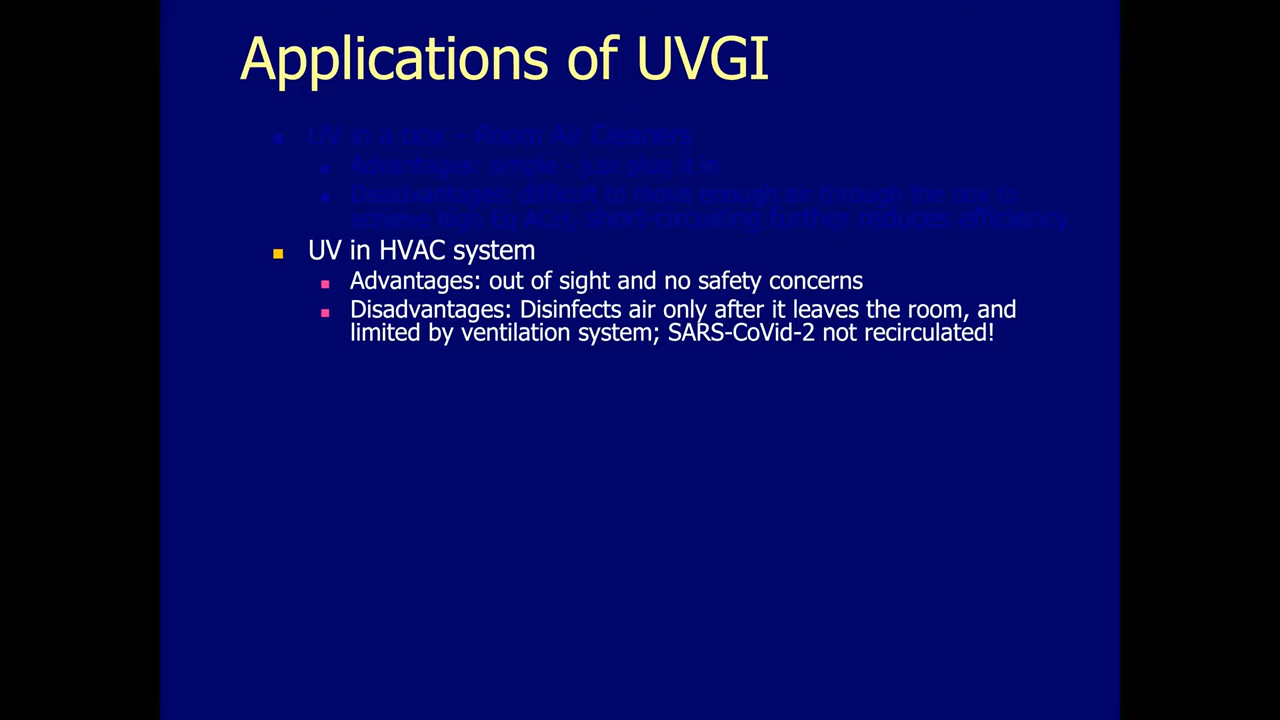 Applications of UVGI
UV in a box – Room Air Cleaners
Advantages: simple - just plug it in
Disadvantages: difficult to move enough air through the box to
achieve high Eq ACH; short-circuiting further reduces efficiency
UV in HVAC system
Advantages: out of sight and no safety concerns
Disadvantages: Disinfects air only after it leaves the room, and
limited by ventilation system; SARS-CoVid-2 not recirculated!